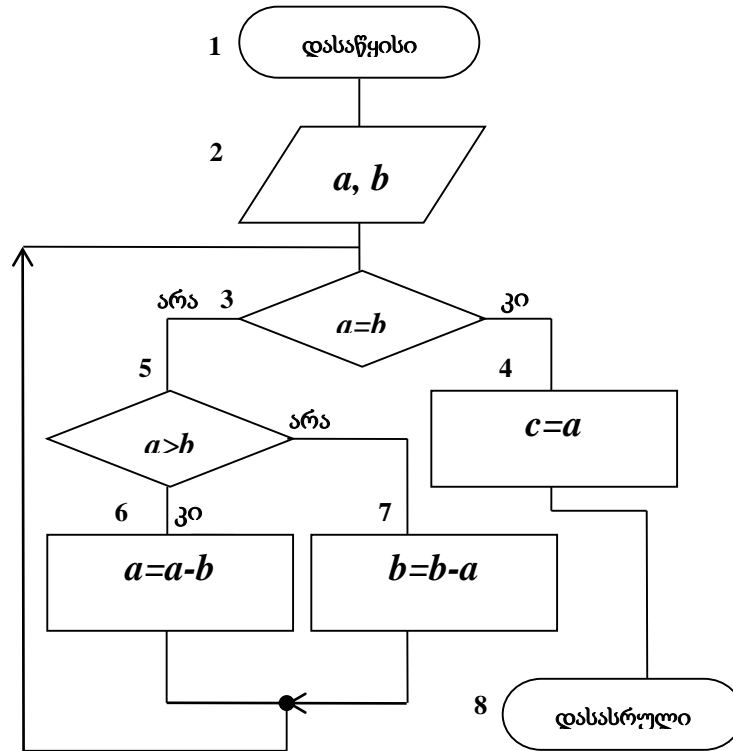 1 დასაწყისი
2 a, b
არა 3 a=b კი
5 a>b არა
4 c=a
6 კი a=a-b
7 b=b-a
8 დასასრული